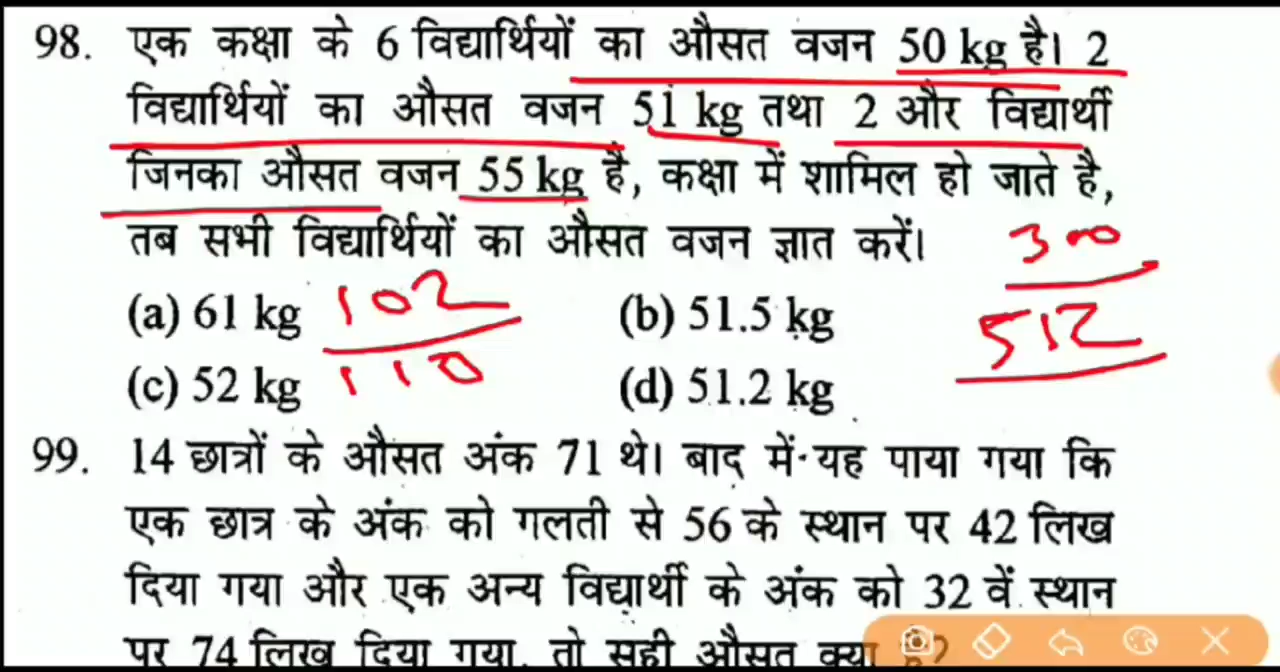 98. एक कक्षा के 6 विद्यार्थियों का औसत वजन 50 kg है। 2
विद्यार्थियों का औसत वजन 51 kg तथा 2 और विद्यार्थी
जिनका औसत वजन 55 kg है, कक्षा में शामिल हो जाते है,
तब सभी विद्यार्थियों का औसत वजन ज्ञात करें।
300
(a) 61 kg 102 (b) 51.5 kg 512
(c) 52 kg 110 (d) 51.2 kg
99. 14 छात्रों के औसत अंक 71 थे। बाद में यह पाया गया कि
एक छात्र के अंक को गलती से 56 के स्थान पर 42 लिख
दिया गया और एक अन्य विद्यार्थी के अंक को 32 वें स्थान
पर 74 लिख दिया गया, तो सही औसत क्या है?